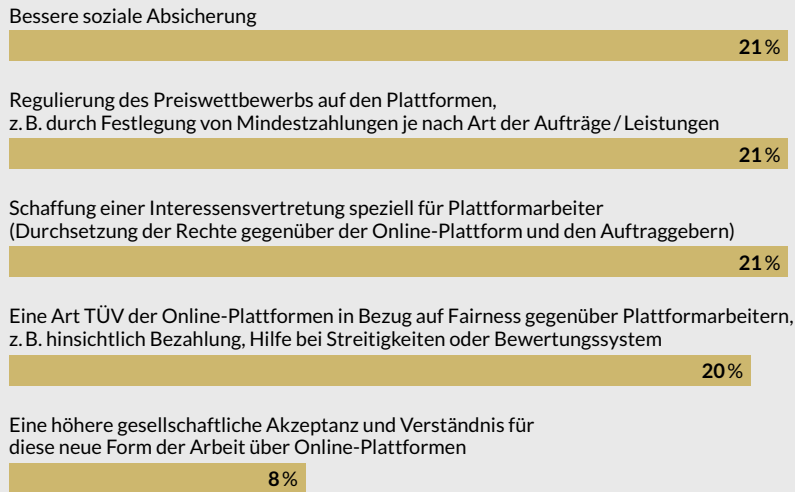 Bessere soziale Absicherung
21%
Regulierung des Preiswettbewerbs auf den Plattformen,
z. B. durch Festlegung von Mindestzahlungen je nach Art der Aufträge / Leistungen
21%
Schaffung einer Interessensvertretung speziell für Plattformarbeiter
(Durchsetzung der Rechte gegenüber der Online-Plattform und den Auftraggebern)
21%
Eine Art TÜV der Online-Plattformen in Bezug auf Fairness gegenüber Plattformarbeitern,
z. B. hinsichtlich Bezahlung, Hilfe bei Streitigkeiten oder Bewertungssystem
20%
Eine höhere gesellschaftliche Akzeptanz und Verständnis für
diese neue Form der Arbeit über Online-Plattformen
8%